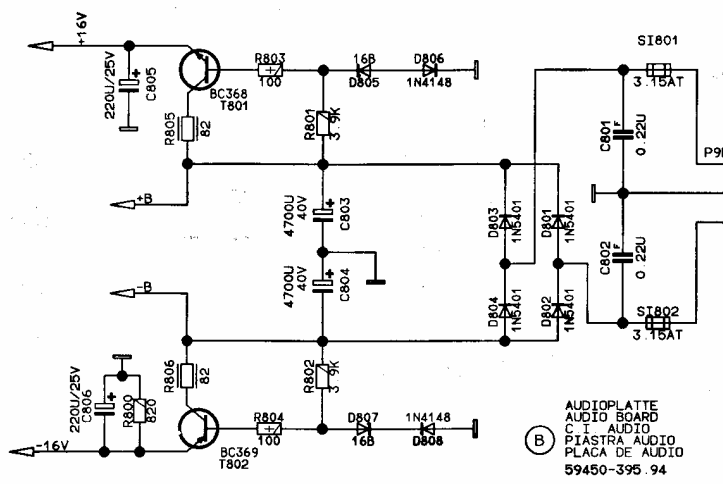 +16V
220U/25V
C805
BC368
T801
R803
100
16B
D805
D806
1N4148
R805
82
R801
3.9K
+B
4700U
40V
C803
4700U
40V
C804
-B
D803
1N5401
D801
1N5401
D804
1N5401
D802
1N5401
SI801
3.15AT
C801
F
0.22U
C802
F
0.22U
SI802
3.15AT
R806
82
R802
3.9K
220U/25V
C806
R800
820
-16V
BC369
T802
R804
100
D807
16B
1N4148
D808
B
AUDIOPLATTE
AUDIO BOARD
C.I. AUDIO
PIASTRA AUDIO
PLACA DE AUDIO
59450-395.94